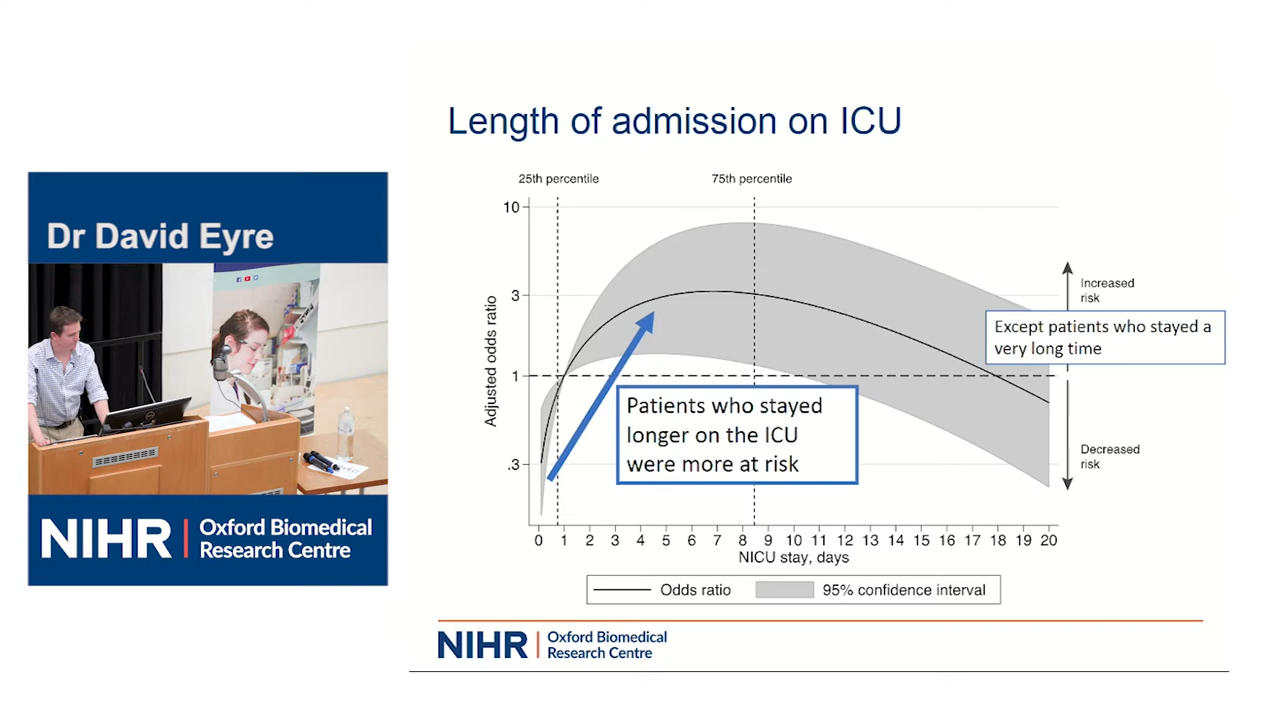 Dr David Eyre
NIHR
Oxford Biomedical
Research Centre
Length of admission on ICU
25th percentile
75th percentile
Adjusted odds ratio
10
3
1
.3
Increased
risk
Except patients who stayed a
very long time
Patients who stayed
longer on the ICU
were more at risk
Decreased
risk
0 1 2 3 4 5 6 7 8 9 10 11 12 13 14 15 16 17 18 19 20
NICU stay, days
Odds ratio
95% confidence interval
NIHR
Oxford Biomedical
Research Centre